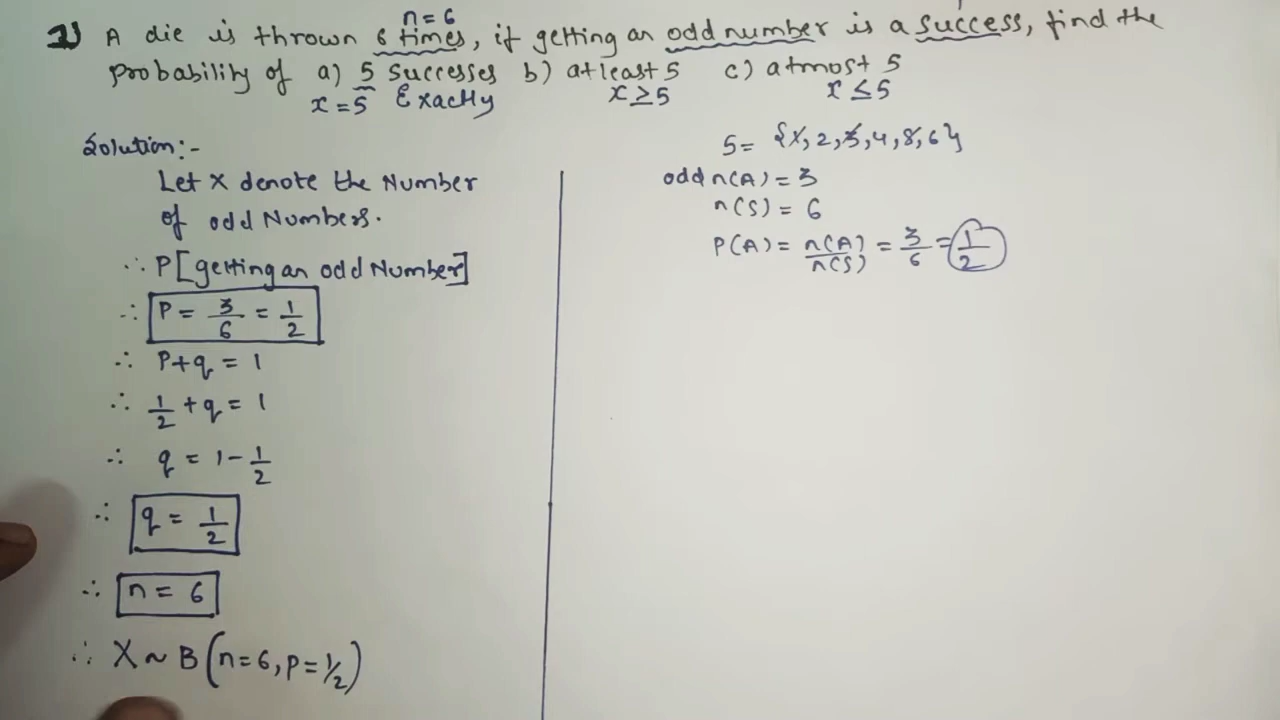 n=6
1) A die is thrown 6 times, if getting an odd number is a success, find the
probability of a) 5 successes b) atleast 5 c) atmost 5
x=5 Exactly x≥5 x≤5
Solution:-
Let X denote the Number
of odd Numbers.
∴ P[getting an odd Number]
∴ P = 3/6 = 1/2
∴ P+q = 1
∴ 1/2 + q = 1
∴ q = 1 - 1/2
∴ q = 1/2
∴ n = 6
∴ X ~ B(n=6, p=1/2)
S = {1, 2, 3, 4, 5, 6}
odd n(A) = 3
n(S) = 6
P(A) = n(A)/n(S) = 3/6 = 1/2